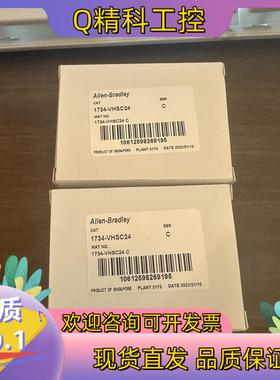 Q精科工控
Allen-Bradley
CAT
SER
1734-VHSC24
C
MAT NO.
1734-VHSC24 C
10612598269195
PRODUCT OF SINGAPORE PLANT 5170 DATE 2022/01/10
Allen-Bradley
CAT
SER
1734-VHSC24
C
MAT NO.
1734-VHSC24 C
10612598269195
PRODUCT OF SINGAPORE PLANT 5170 DATE 2022/01/10
质
O.1
欢迎咨询可开发票
现货直发 品质保证